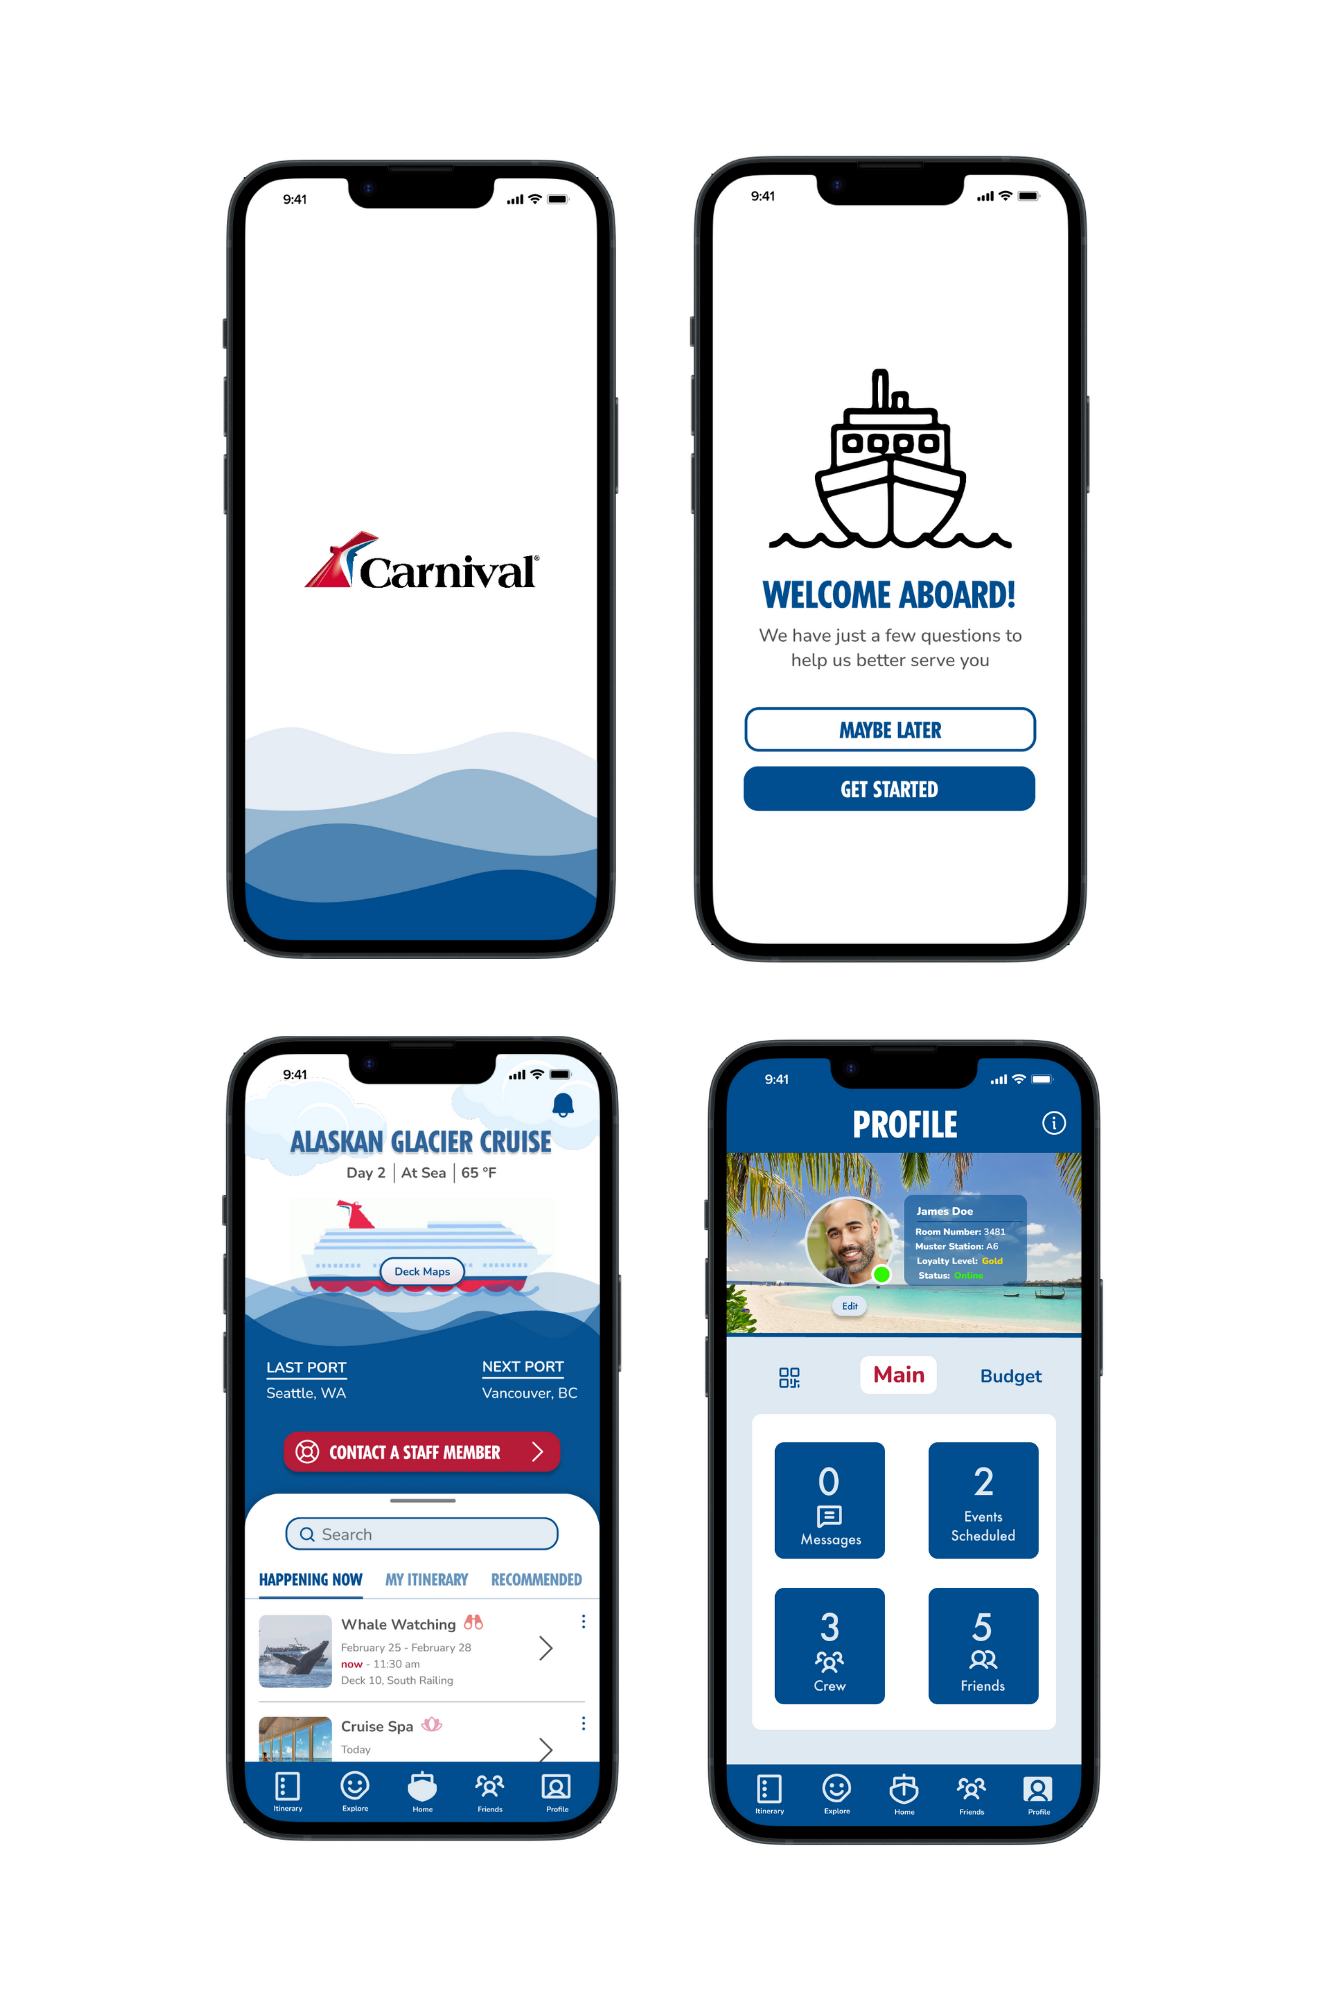 9:41
Carnival®
9:41
WELCOME ABOARD!
We have just a few questions to
help us better serve you
MAYBE LATER
GET STARTED
9:41
ALASKAN GLACIER CRUISE
Day 2 | At Sea | 65 °F
Deck Maps
LAST PORT
Seattle, WA
NEXT PORT
Vancouver, BC
CONTACT A STAFF MEMBER
Search
HAPPENING NOW MY ITINERARY RECOMMENDED
Whale Watching
February 25 - February 28
now - 11:30 am
Deck 10, South Railing
Cruise Spa
Today
Itinerary Explore Home Friends Profile
9:41
PROFILE
James Doe
Room Number: 3481
Muster Station: A6
Loyalty Level: Gold
Status: Online
Edit
Main Budget
0
Messages
2
Events
Scheduled
3
Crew
5
Friends
Itinerary Explore Home Friends Profile